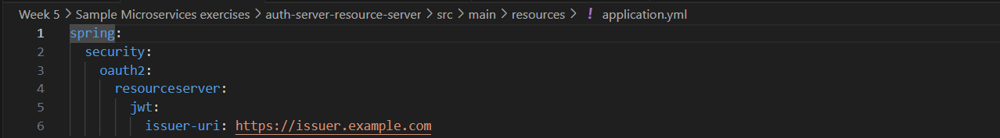 Week 5 > Sample Microservices exercises > auth-server-resource-server > src > main > resources > ! application.yml
1 spring:
2 security:
3 oauth2:
4 resourceserver:
5 jwt:
6 issuer-uri: https://issuer.example.com